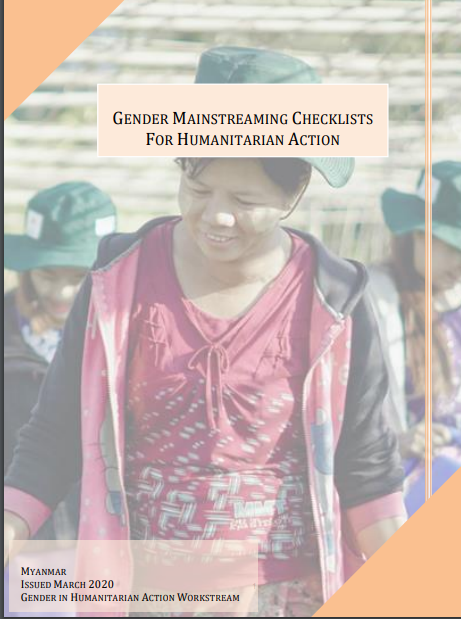 GENDER MAINSTREAMING CHECKLISTS
FOR HUMANITARIAN ACTION
MYANMAR
ISSUED MARCH 2020
GENDER IN HUMANITARIAN ACTION WORKSTREAM